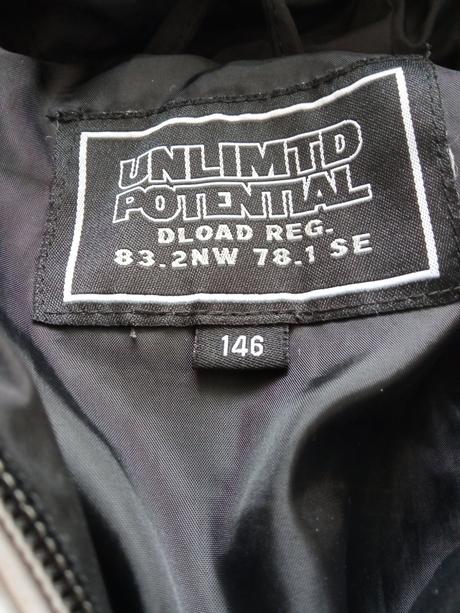 UNLIMTD
POTENTIAL
DLOAD REG.
83.2NW 78.1 SE
146